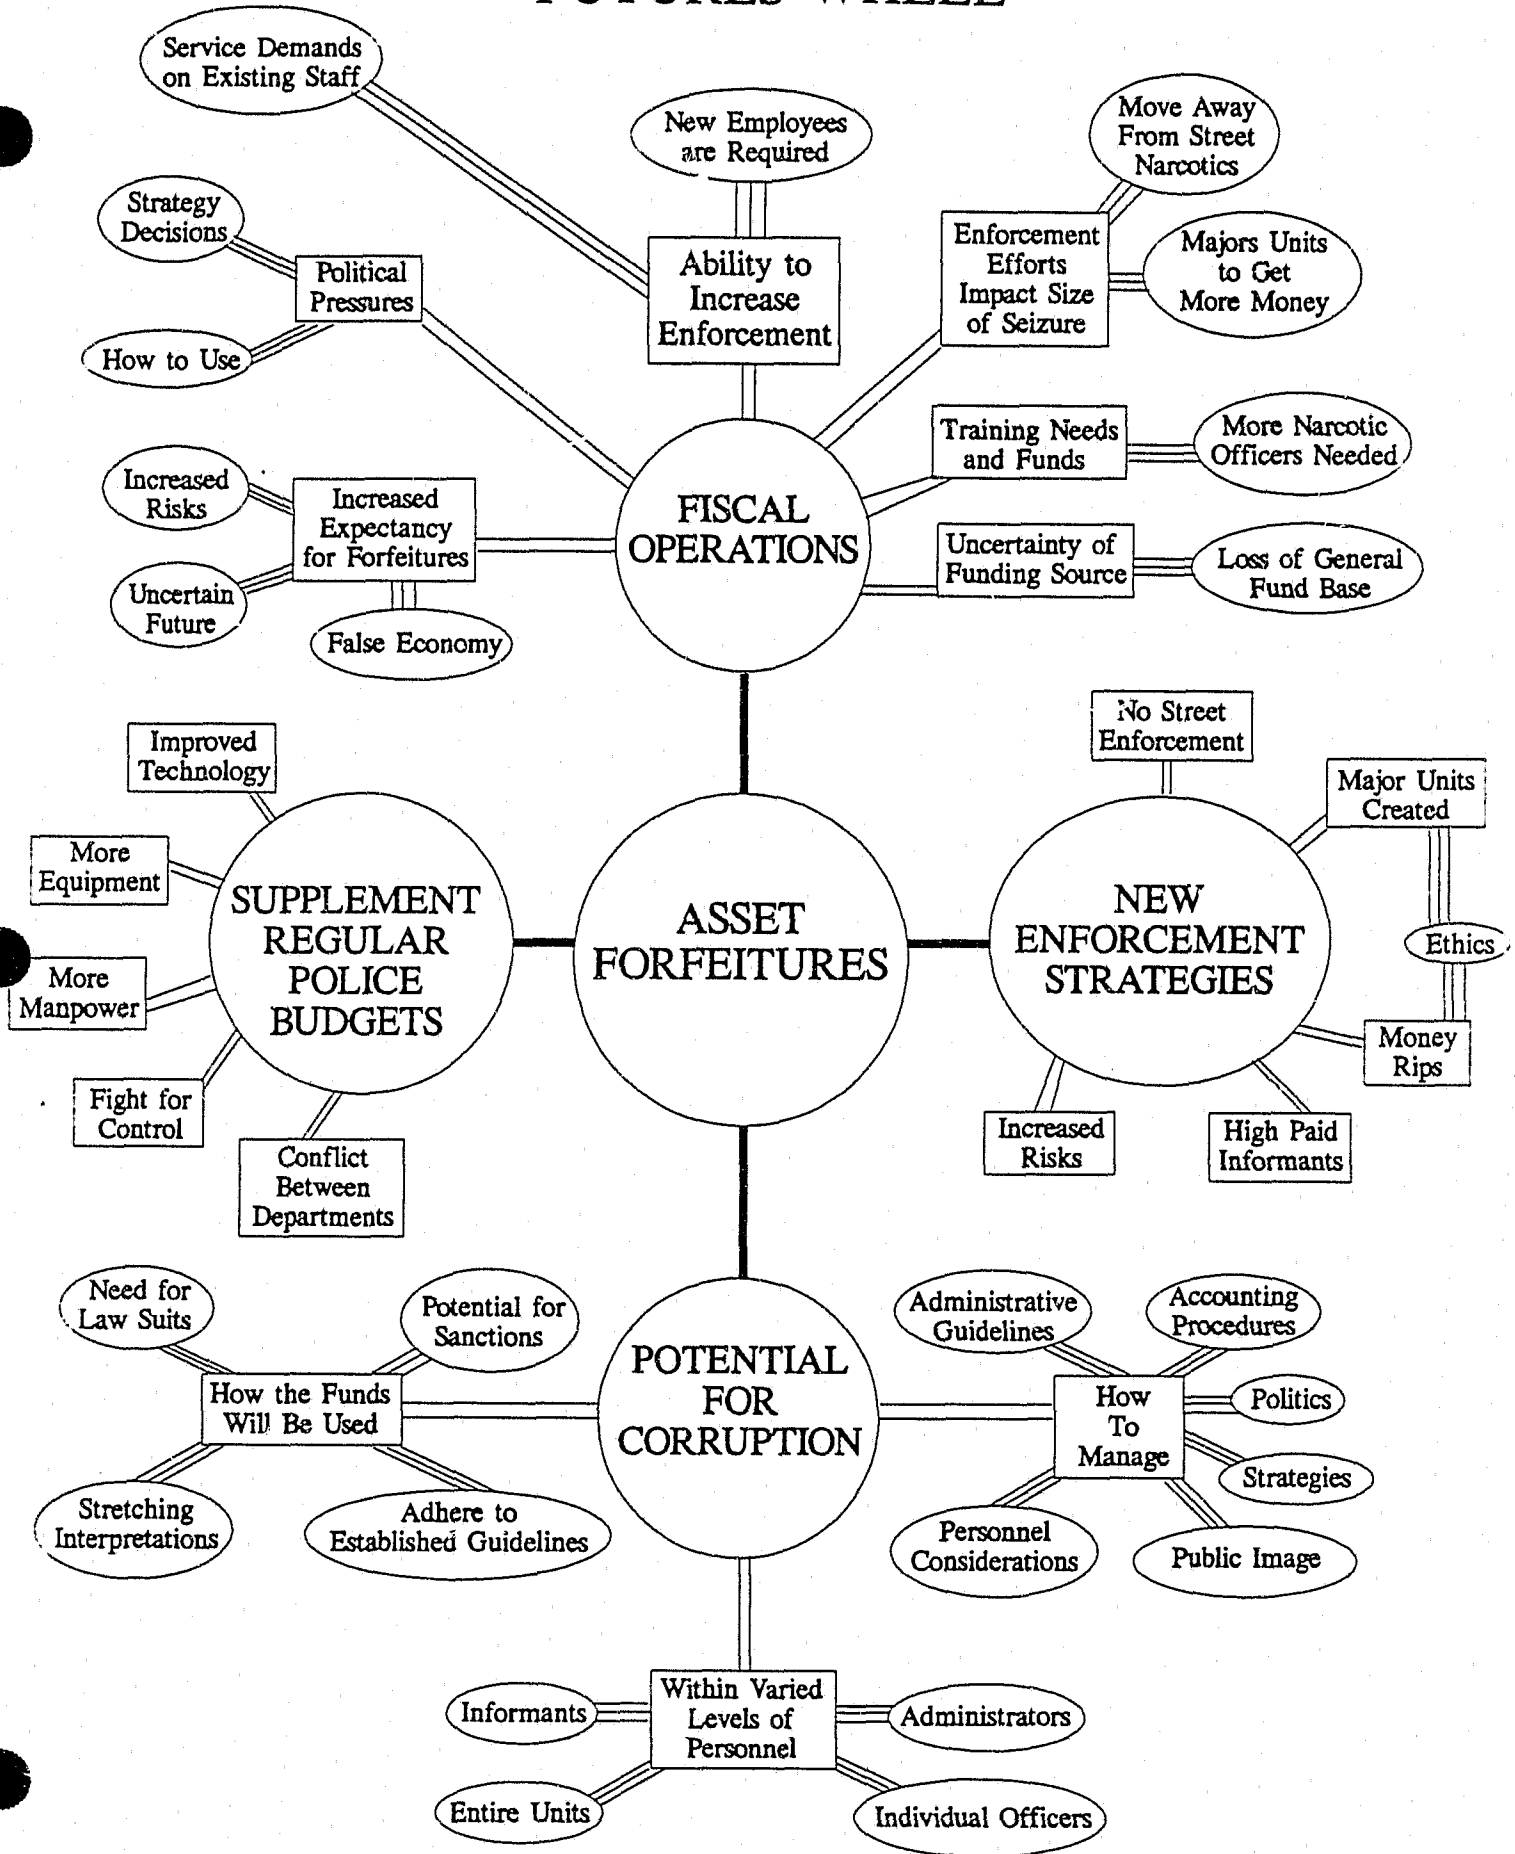 FUTURES WHEEL
Service Demands
on Existing Staff
New Employees
are Required
Move Away
From Street
Narcotics
Strategy
Decisions
Political
Pressures
How to Use
Ability to
Increase
Enforcement
Enforcement
Efforts
Impact Size
of Seizure
Majors Units
to Get
More Money
Training Needs
and Funds
More Narcotic
Officers Needed
Increased
Risks
Increased
Expectancy
for Forfeitures
Uncertain
Future
False Economy
FISCAL
OPERATIONS
Uncertainty of
Funding Source
Loss of General
Fund Base
Improved
Technology
More
Equipment
More
Manpower
Fight for
Control
Conflict
Between
Departments
SUPPLEMENT
REGULAR
POLICE
BUDGETS
ASSET
FORFEITURES
NEW
ENFORCEMENT
STRATEGIES
No Street
Enforcement
Major Units
Created
Ethics
Money
Rips
High Paid
Informants
Increased
Risks
Need for
Law Suits
Potential for
Sanctions
How the Funds
Will Be Used
Stretching
Interpretations
Adhere to
Established Guidelines
POTENTIAL
FOR
CORRUPTION
Administrative
Guidelines
Accounting
Procedures
How
To
Manage
Politics
Strategies
Personnel
Considerations
Public Image
Within Varied
Levels of
Personnel
Informants
Administrators
Entire Units
Individual Officers